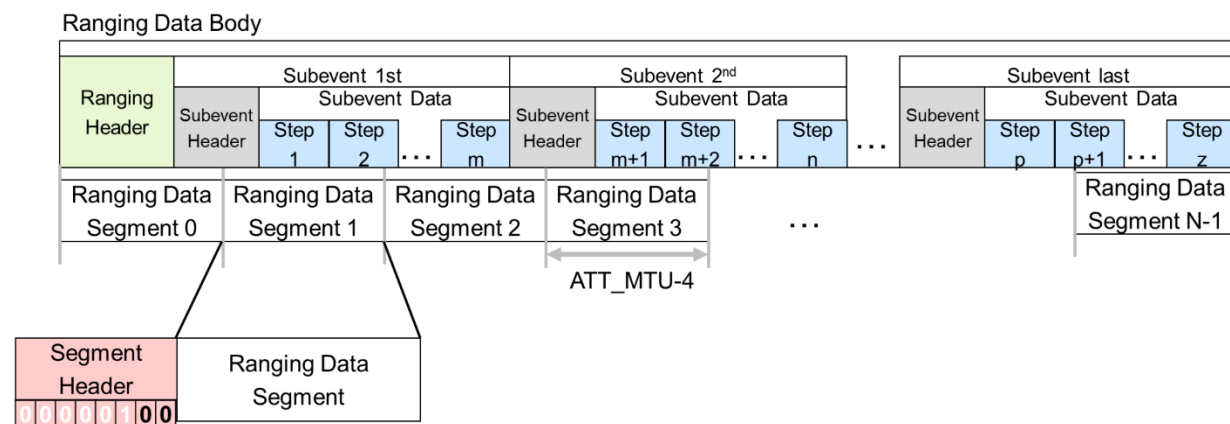 Ranging Data Body
Ranging
Header
Subevent 1st
Subevent
Header
Subevent Data
Step
1
Step
2
...
Step
m
Subevent 2nd
Subevent
Header
Subevent Data
Step
m+1
Step
m+2
...
Step
n
...
Subevent last
Subevent
Header
Subevent Data
Step
p
Step
p+1
...
Step
z
Ranging Data
Segment 0
Ranging Data
Segment 1
Ranging Data
Segment 2
Ranging Data
Segment 3
...
Ranging Data
Segment N-1
ATT_MTU-4
Segment
Header
0 0 0 0 0 1 0 0
Ranging Data
Segment